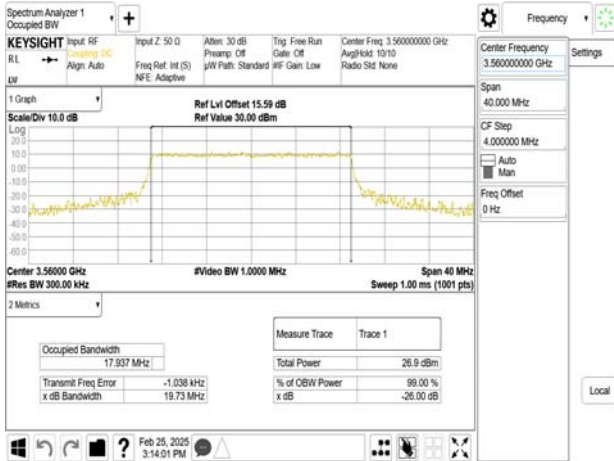 Spectrum Analyzer 1
Occupied BW
Frequency
Settings
KEYSIGHT
RL
Input: RF
Coupling: DC
Align: Auto
Input Z: 50 Ω
Freq Ref: Int (S)
NFE: Adaptive
Atten: 30 dB
Preamp: Off
µW Path: Standard
Trig: Free Run
Gate: Off
#IF Gain: Low
Center Freq: 3.560000000 GHz
Avg|Hold: 10/10
Radio Std: None
Center Frequency
3.560000000 GHz
Span
40.000 MHz
CF Step
4.000000 MHz
Auto
Man
Freq Offset
0 Hz
Local
1 Graph
Scale/Div 10.0 dB
Ref Lvl Offset 15.59 dB
Ref Value 30.00 dBm
Log
20.0
10.0
0.00
-10.0
-20.0
-30.0
-40.0
-50.0
-60.0
Center 3.56000 GHz
#Video BW 1.0000 MHz
Span 40 MHz
#Res BW 300.00 kHz
Sweep 1.00 ms (1001 pts)
2 Metrics
Measure Trace Trace 1
Occupied Bandwidth
17.937 MHz
Total Power 26.9 dBm
Transmit Freq Error -1.038 kHz
% of OBW Power 99.00 %
x dB Bandwidth 19.73 MHz
x dB -26.00 dB
?
Feb 25, 2025
3:14:01 PM